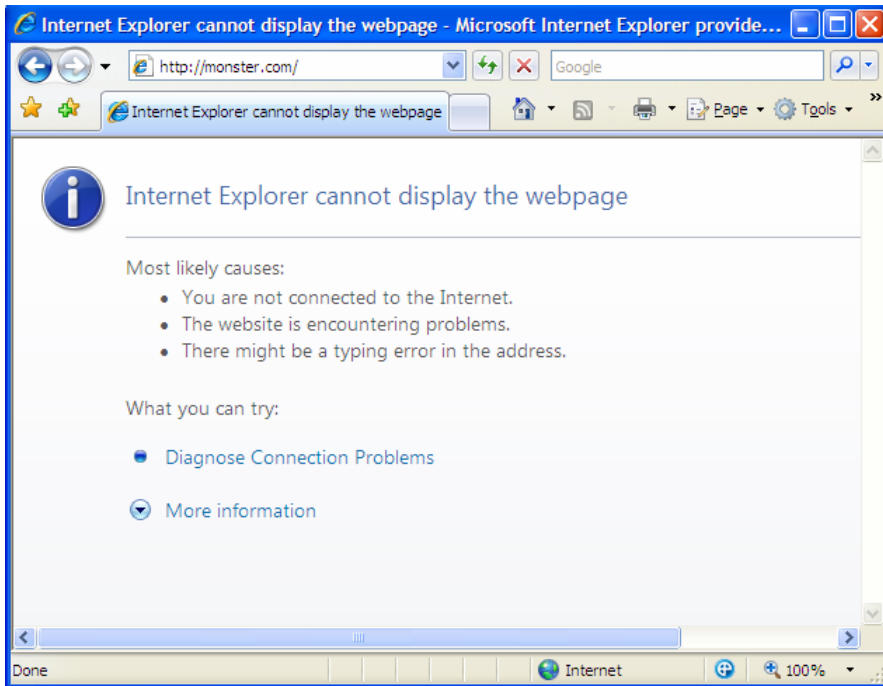 Internet Explorer cannot display the webpage - Microsoft Internet Explorer provide...
http://monster.com/
Google
Internet Explorer cannot display the webpage
Page
Tools
»
Internet Explorer cannot display the webpage
Most likely causes:
• You are not connected to the Internet.
• The website is encountering problems.
• There might be a typing error in the address.
What you can try:
Diagnose Connection Problems
More information
Done
Internet
100%